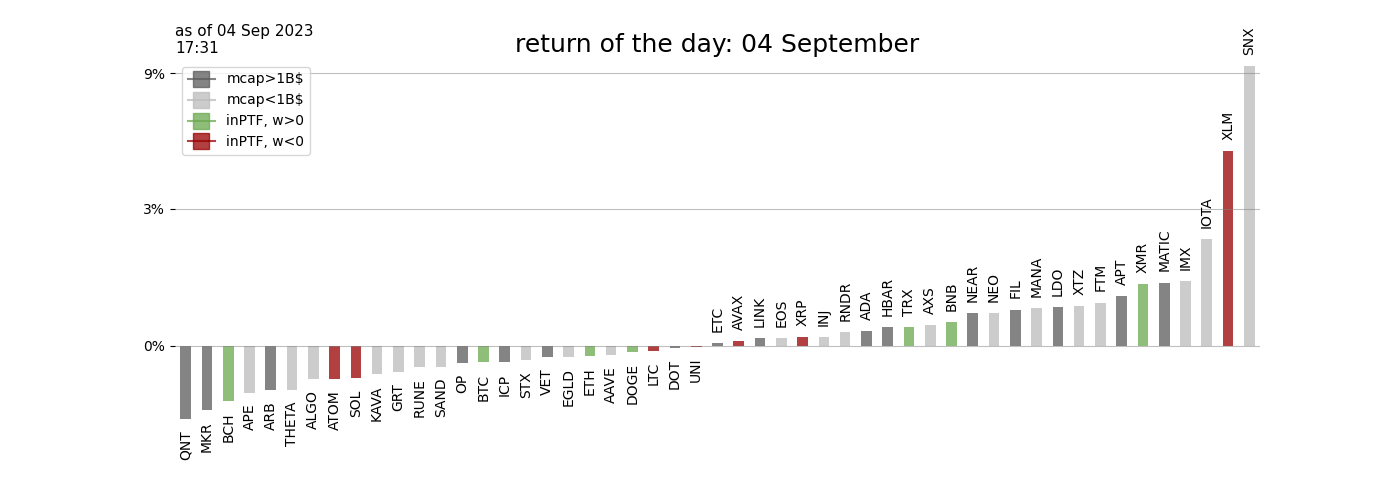 as of 04 Sep 2023
17:31
return of the day: 04 September
mcap>1B$
mcap<1B$
inPTF, w>0
inPTF, w<0
9%
3%
0%
QNT
MKR
BCH
APE
ARB
THETA
ALGO
ATOM
SOL
KAVA
GRT
RUNE
SAND
OP
BTC
ICP
STX
VET
EGLD
ETH
AAVE
DOGE
LTC
DOT
UNI
ETC
AVAX
LINK
EOS
XRP
INJ
RNDR
ADA
HBAR
TRX
AXS
BNB
NEAR
NEO
FIL
MANA
LDO
XTZ
FTM
APT
XMR
MATIC
IMX
IOTA
XLM
SNX